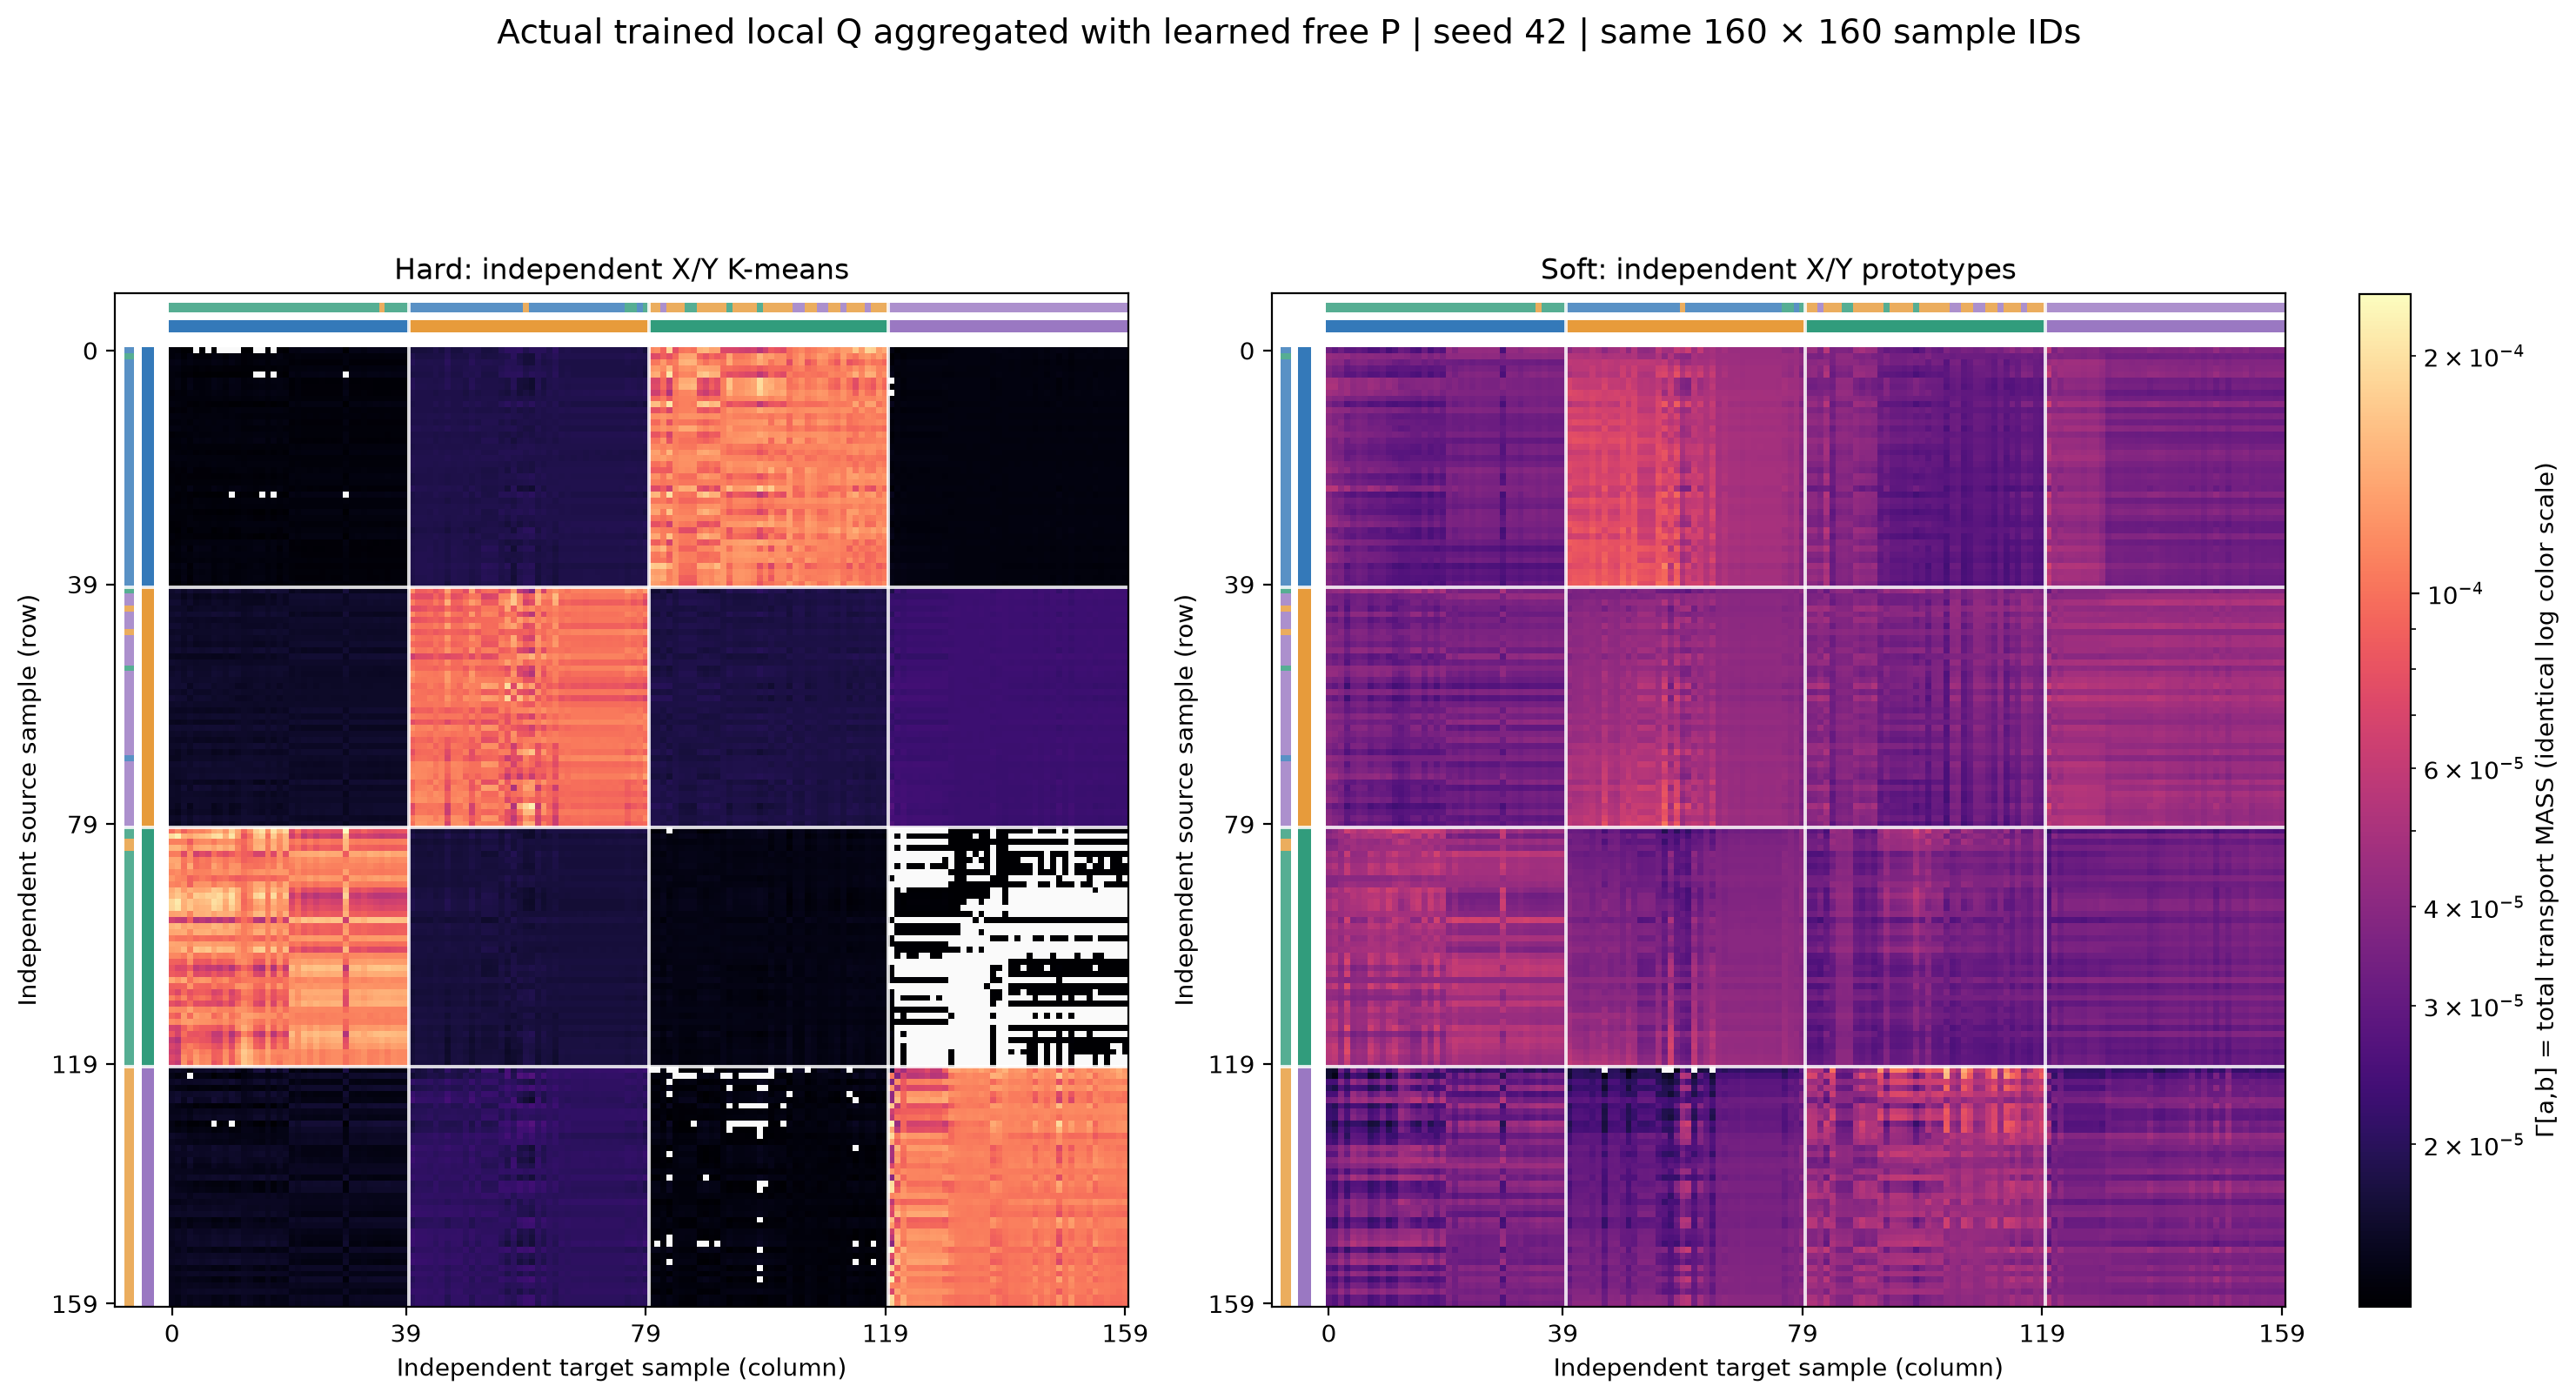 Actual trained local Q aggregated with learned free P | seed 42 | same 160 × 160 sample IDs
Hard: independent X/Y K-means
0
39
79
119
159
Independent source sample (row)
0 39 79 119 159
Independent target sample (column)
Soft: independent X/Y prototypes
0
39
79
119
159
Independent source sample (row)
0 39 79 119 159
Independent target sample (column)
2 × 10⁻⁴
10⁻⁴
6 × 10⁻⁵
4 × 10⁻⁵
3 × 10⁻⁵
2 × 10⁻⁵
Γ[a,b] = total transport MASS (identical log color scale)